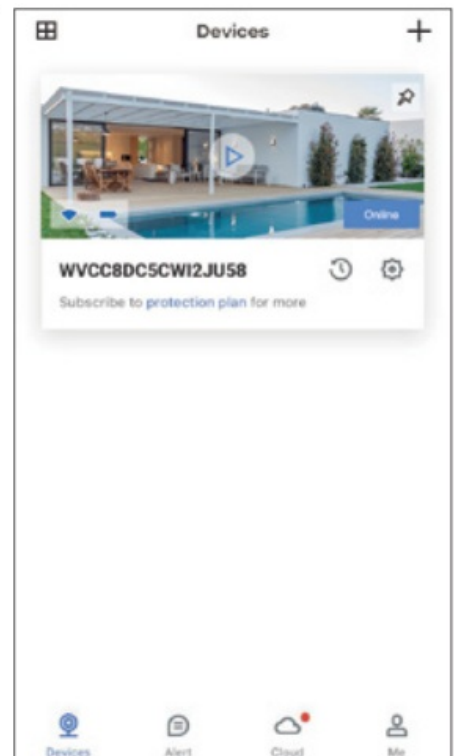 Devices
Online
WVCC8DC5CWI2JU58
Subscribe to protection plan for more
Devices Alert Cloud Me